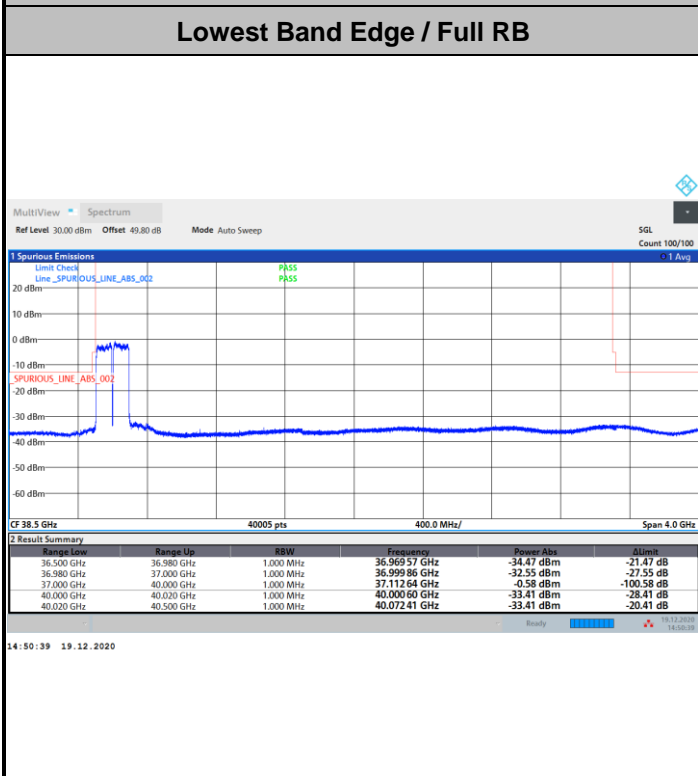 Lowest Band Edge / Full RB
MultiView Spectrum
Ref Level 30.00 dBm Offset 49.80 dB Mode Auto Sweep SGL
Count 100/100
1 Spurious Emissions 1 Avg
Limit Check PASS
Line _SPURIOUS_LINE_ABS_002 PASS
20 dBm
10 dBm
0 dBm
-10 dBm
_SPURIOUS_LINE_ABS_002
-20 dBm
-30 dBm
-40 dBm
-50 dBm
-60 dBm
CF 38.5 GHz 40005 pts 400.0 MHz/ Span 4.0 GHz
2 Result Summary
Range Low Range Up RBW Frequency Power Abs ΔLimit
36.500 GHz 36.980 GHz 1.000 MHz 36.969 57 GHz -34.47 dBm -21.47 dB
36.980 GHz 37.000 GHz 1.000 MHz 36.999 86 GHz -32.55 dBm -27.55 dB
37.000 GHz 40.000 GHz 1.000 MHz 37.112 64 GHz -0.58 dBm -100.58 dB
40.000 GHz 40.020 GHz 1.000 MHz 40.000 60 GHz -33.41 dBm -28.41 dB
40.020 GHz 40.500 GHz 1.000 MHz 40.072 41 GHz -33.41 dBm -20.41 dB
Ready 19.12.2020
14:50:39
14:50:39 19.12.2020